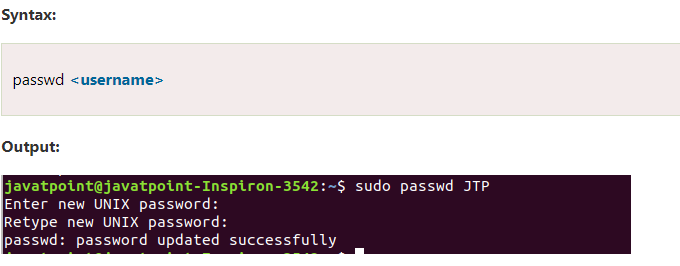 Syntax:
passwd <username>
Output:
javatpoint@javatpoint-Inspiron-3542:~$ sudo passwd JTP
Enter new UNIX password:
Retype new UNIX password:
passwd: password updated successfully